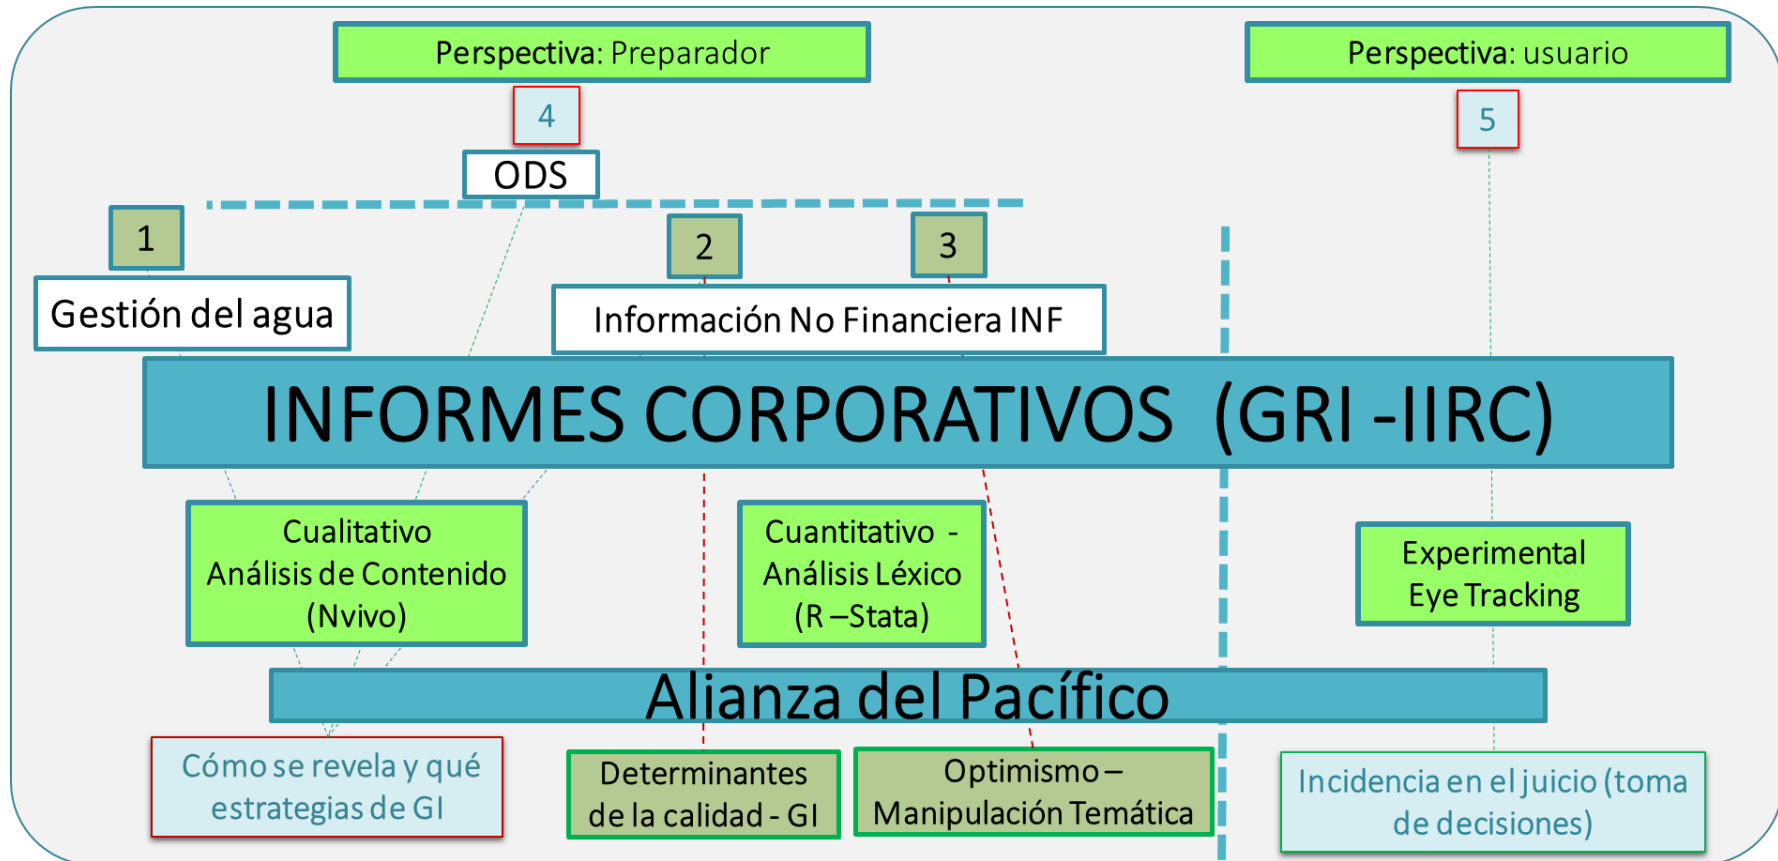 Perspectiva: Preparador
Perspectiva: usuario
4
5
ODS
1
2
3
Gestión del agua
Información No Financiera INF
INFORMES CORPORATIVOS (GRI -IIRC)
Cualitativo
Análisis de Contenido
(Nvivo)
Cuantitativo -
Análisis Léxico
(R –Stata)
Experimental
Eye Tracking
Alianza del Pacífico
Cómo se revela y qué
estrategias de GI
Determinantes
de la calidad - GI
Optimismo –
Manipulación Temática
Incidencia en el juicio (toma
de decisiones)